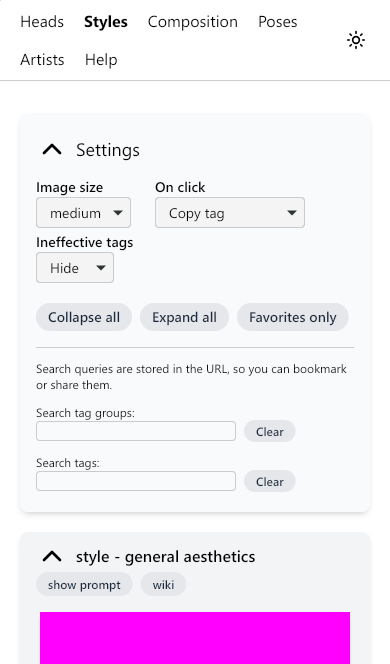 Heads Styles Composition Poses
Artists Help
Settings
Image size On click
medium Copy tag
Ineffective tags
Hide
Collapse all Expand all Favorites only
Search queries are stored in the URL, so you can bookmark
or share them.
Search tag groups:
Clear
Search tags:
Clear
style - general aesthetics
show prompt wiki